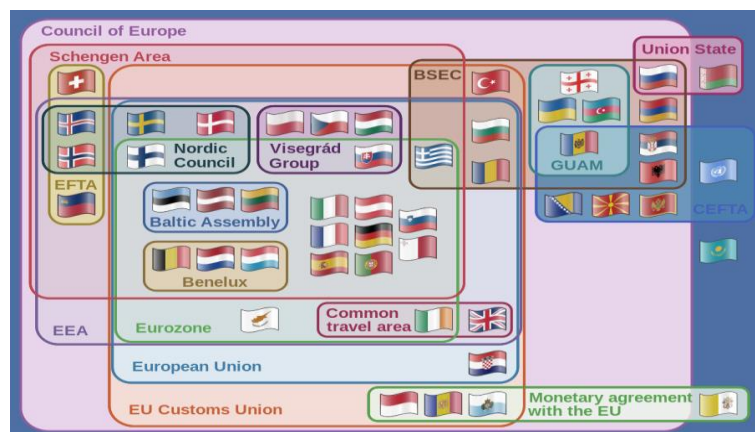 Council of Europe
Schengen Area
Union State
BSEC
Nordic
Council
Visegrád
Group
GUAM
EFTA
CEFTA
Baltic Assembly
Benelux
Common
travel area
EEA
Eurozone
European Union
EU Customs Union
Monetary agreement
with the EU